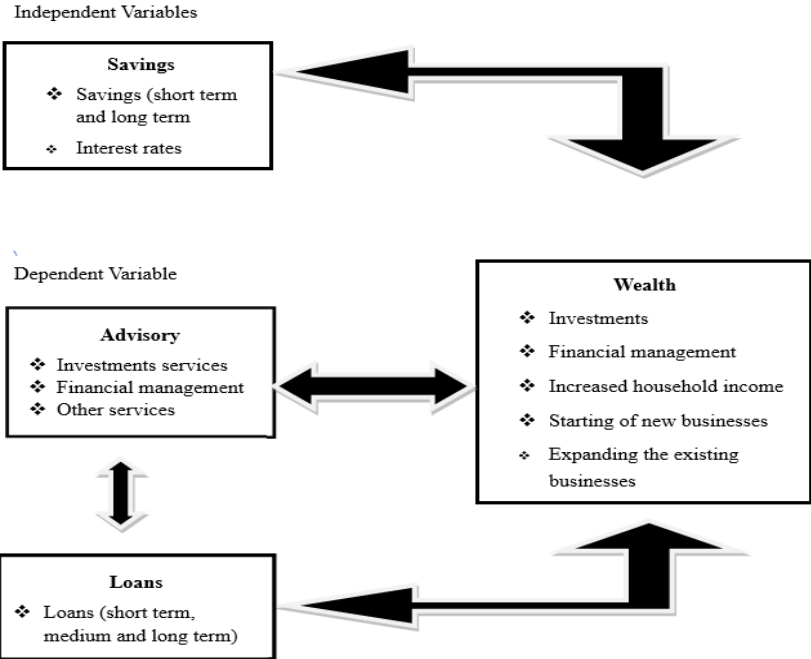 Independent Variables
Savings
❖ Savings (short term
and long term
❖ Interest rates
Dependent Variable
Advisory
❖ Investments services
❖ Financial management
❖ Other services
Wealth
❖ Investments
❖ Financial management
❖ Increased household income
❖ Starting of new businesses
❖ Expanding the existing
businesses
Loans
❖ Loans (short term,
medium and long term)